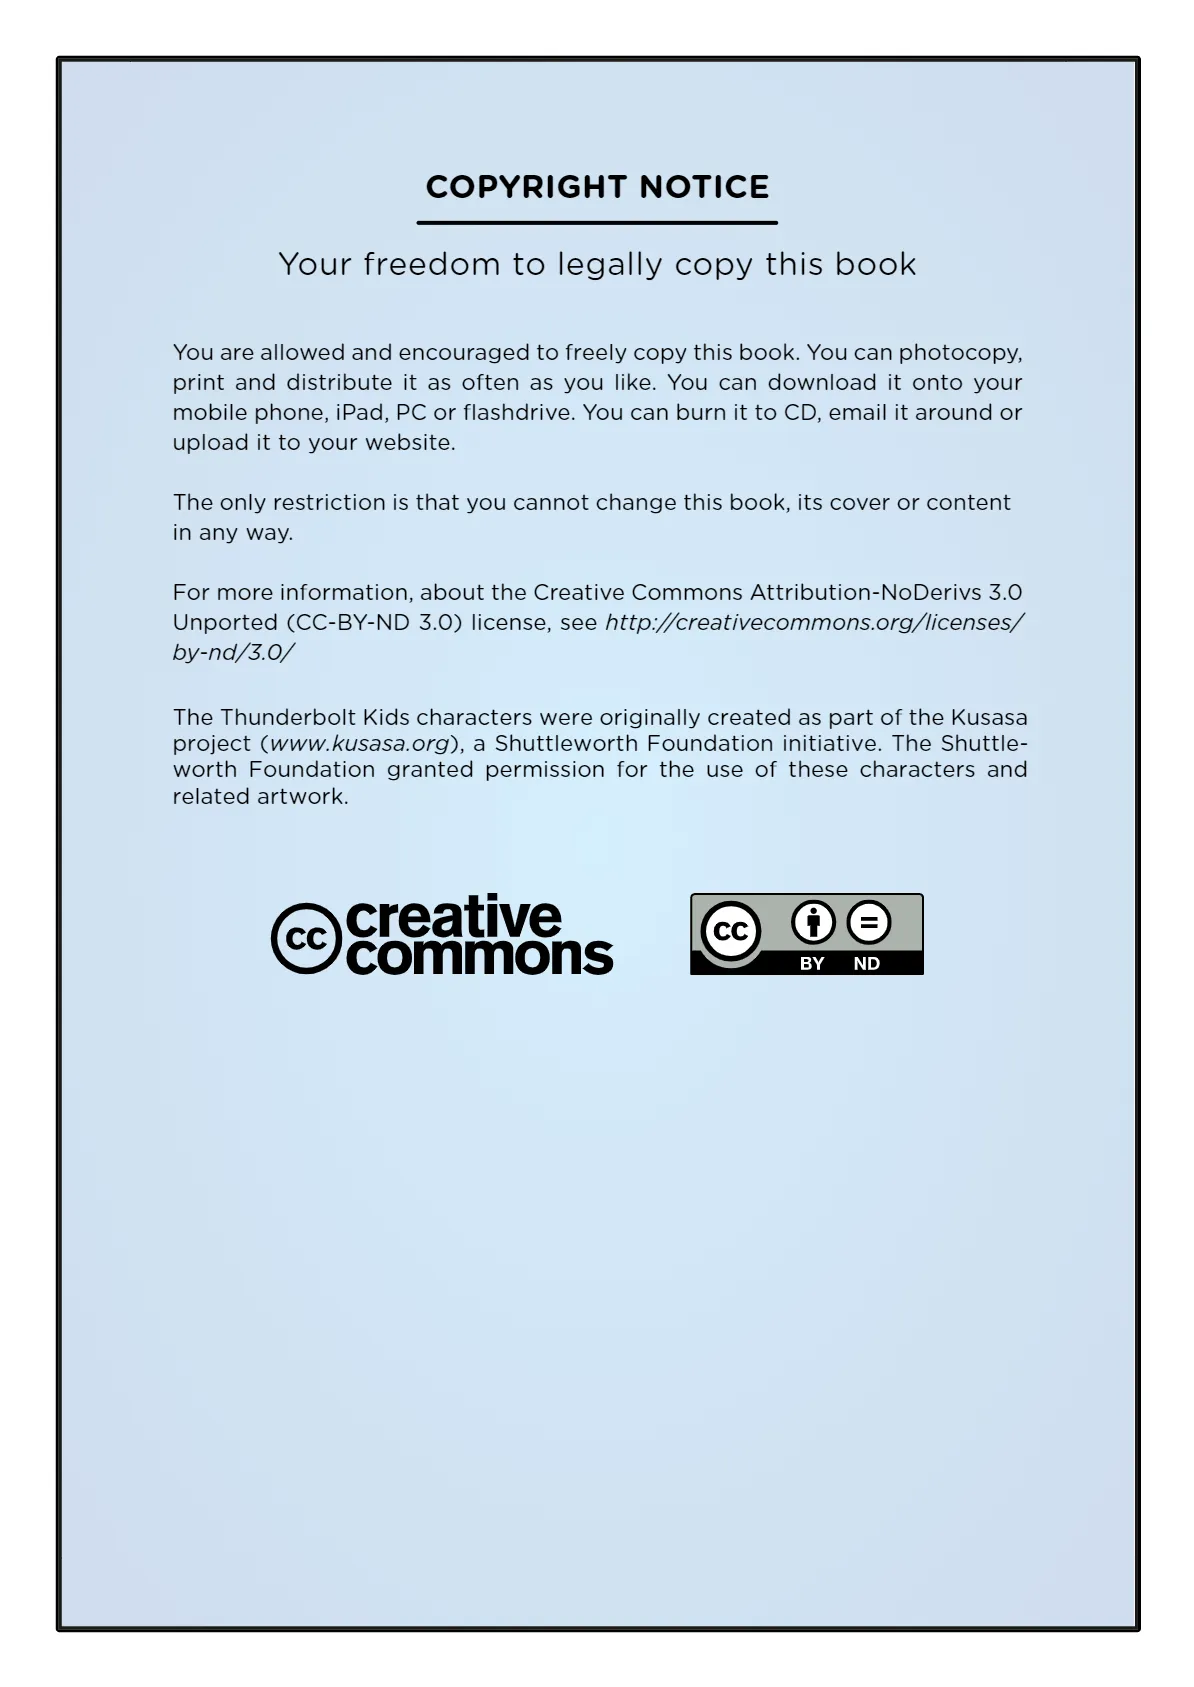 COPYRIGHT NOTICE
Your freedom to legally copy this book
You are allowed and encouraged to freely copy this book. You can photocopy,
print and distribute it as often as you like. You can download it onto your
mobile phone, iPad, PC or flashdrive. You can burn it to CD, email it around or
upload it to your website.
The only restriction is that you cannot change this book, its cover or content
in any way.
For more information, about the Creative Commons Attribution-NoDerivs 3.0
Unported (CC-BY-ND 3.0) license, see http://creativecommons.org/licenses/
by-nd/3.0/
The Thunderbolt Kids characters were originally created as part of the Kusasa
project (www.kusasa.org), a Shuttleworth Foundation initiative. The Shuttle-
worth Foundation granted permission for the use of these characters and
related artwork.
cc creative
commons
cc =
BY ND